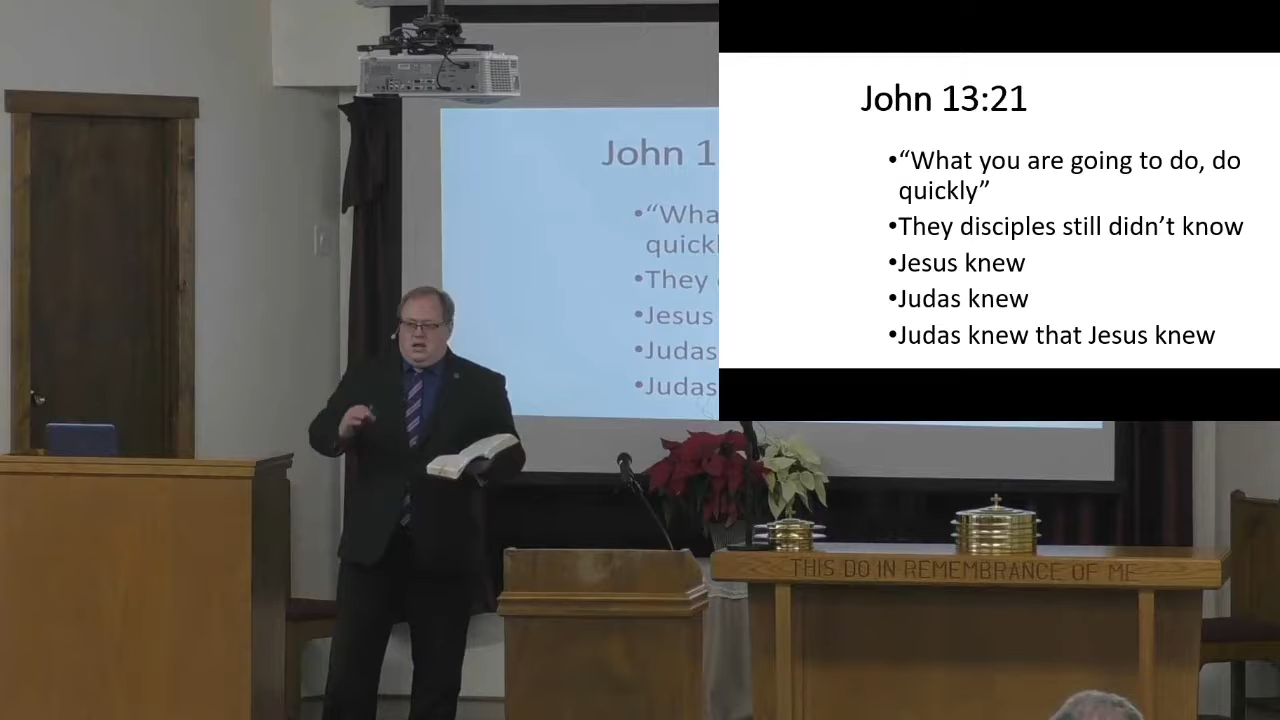 John 13:21
•“What you are going to do, do
quickly”
•They disciples still didn’t know
•Jesus knew
•Judas knew
•Judas knew that Jesus knew
John 1
•“Wha
quickl
•They
•Jesus
•Judas
•Judas
THIS DO IN REMEMBRANCE OF ME